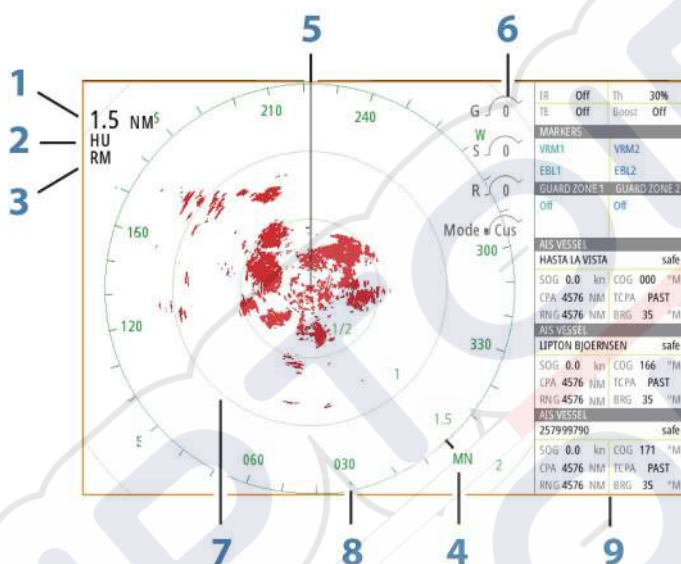 5
6
1
2
3
1.5 NM
HU
RM
S
210
240
W
G 0
S 0
R 0
Mode Cus
300
330
150
120
E
060
030
MN
1/2
1
1.5
2
IR Off Th 30%
TE Off Boost Off
MARKERS
VRM1 VRM2
EBL1 EBL2
GUARD ZONE 1 GUARD ZONE 2
Off Off
AIS VESSEL
HASTA LA VISTA safe
SOG 0.0 kn COG 000 °M
CPA 4576 NM TCPA PAST
RNG 4576 NM BRG 35 °M
AIS VESSEL
LIPTON BJOERNSEN safe
SOG 0.0 kn COG 166 °M
CPA 4576 NM TCPA PAST
RNG 4576 NM BRG 35 °M
AIS VESSEL
257999790 safe
SOG 0.0 kn COG 171 °M
CPA 4576 NM TCPA PAST
RNG 4576 NM BRG 35 °M
7
8
4
9